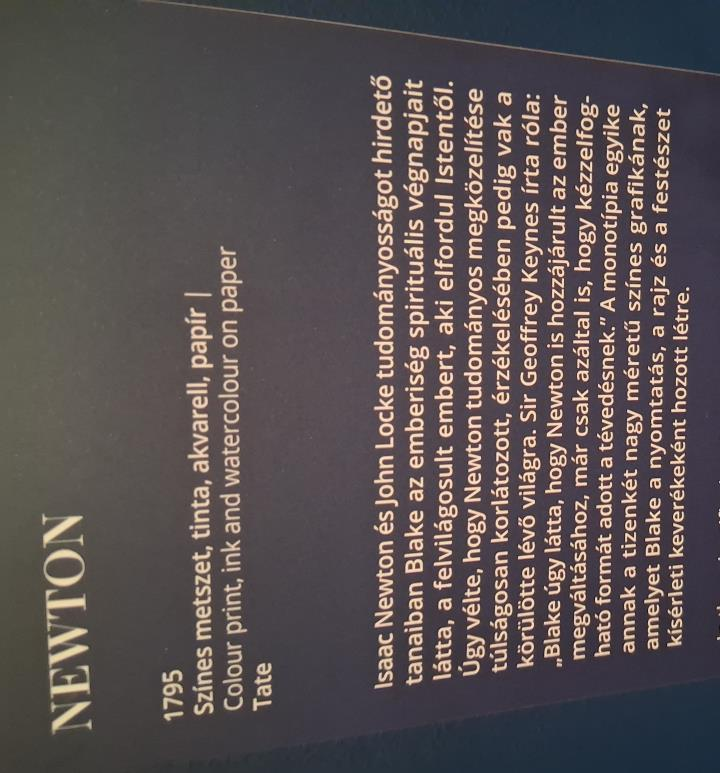 NEWTON
1795
Színes metszet, tinta, akvarell, papír |
Colour print, ink and watercolour on paper
Tate
Isaac Newton és John Locke tudományosságot hirdető
tanaiban Blake az emberiség spirituális végnapjait
látta, a felvilágosult embert, aki elfordul Istentől.
Úgy vélte, hogy Newton tudományos megközelítése
túlságosan korlátozott, érzékelésében pedig vak a
körülötte lévő világra. Sir Geoffrey Keynes írta róla:
„Blake úgy látta, hogy Newton is hozzájárult az ember
megváltásához, már csak azáltal is, hogy kézzelfog-
ható formát adott a tévedésnek.” A monotípia egyike
annak a tizenkét nagy méretű színes grafikának,
amelyet Blake a nyomtatás, a rajz és a festészet
kísérleti keverékeként hozott létre.